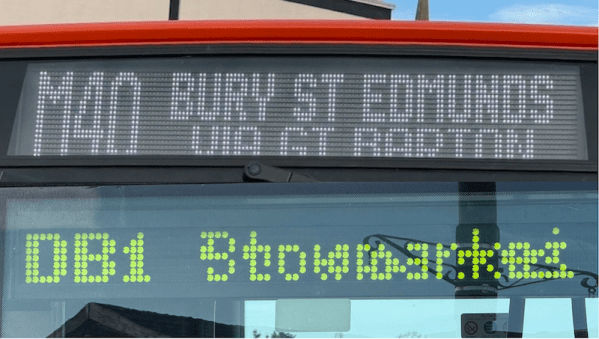 M40 BURY ST EDMUNDS
VIA GT BARTON
DB1 Stowmarket